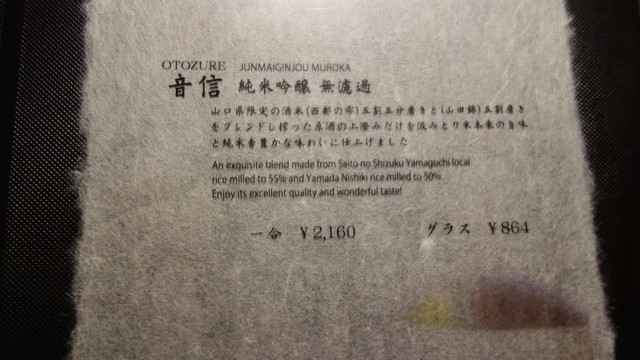 OTOZURE JUNMAIGINJOU MUROKA
音信 純米吟醸 無濾過
山口県限定の酒米(西都の雫)五割五分磨きと(山田錦)五割磨き
をブレンドし搾った原酒の上澄みだけを汲みとり米本来の旨味
と純米香豊かな味わいに仕上げました
An exquisite blend made from Saito no Shizuku Yamaguchi local
rice milled to 55% and Yamada Nishiki rice milled to 50%.
Enjoy its excellent quality and wonderful taste!
一合 ¥2,160 グラス ¥864